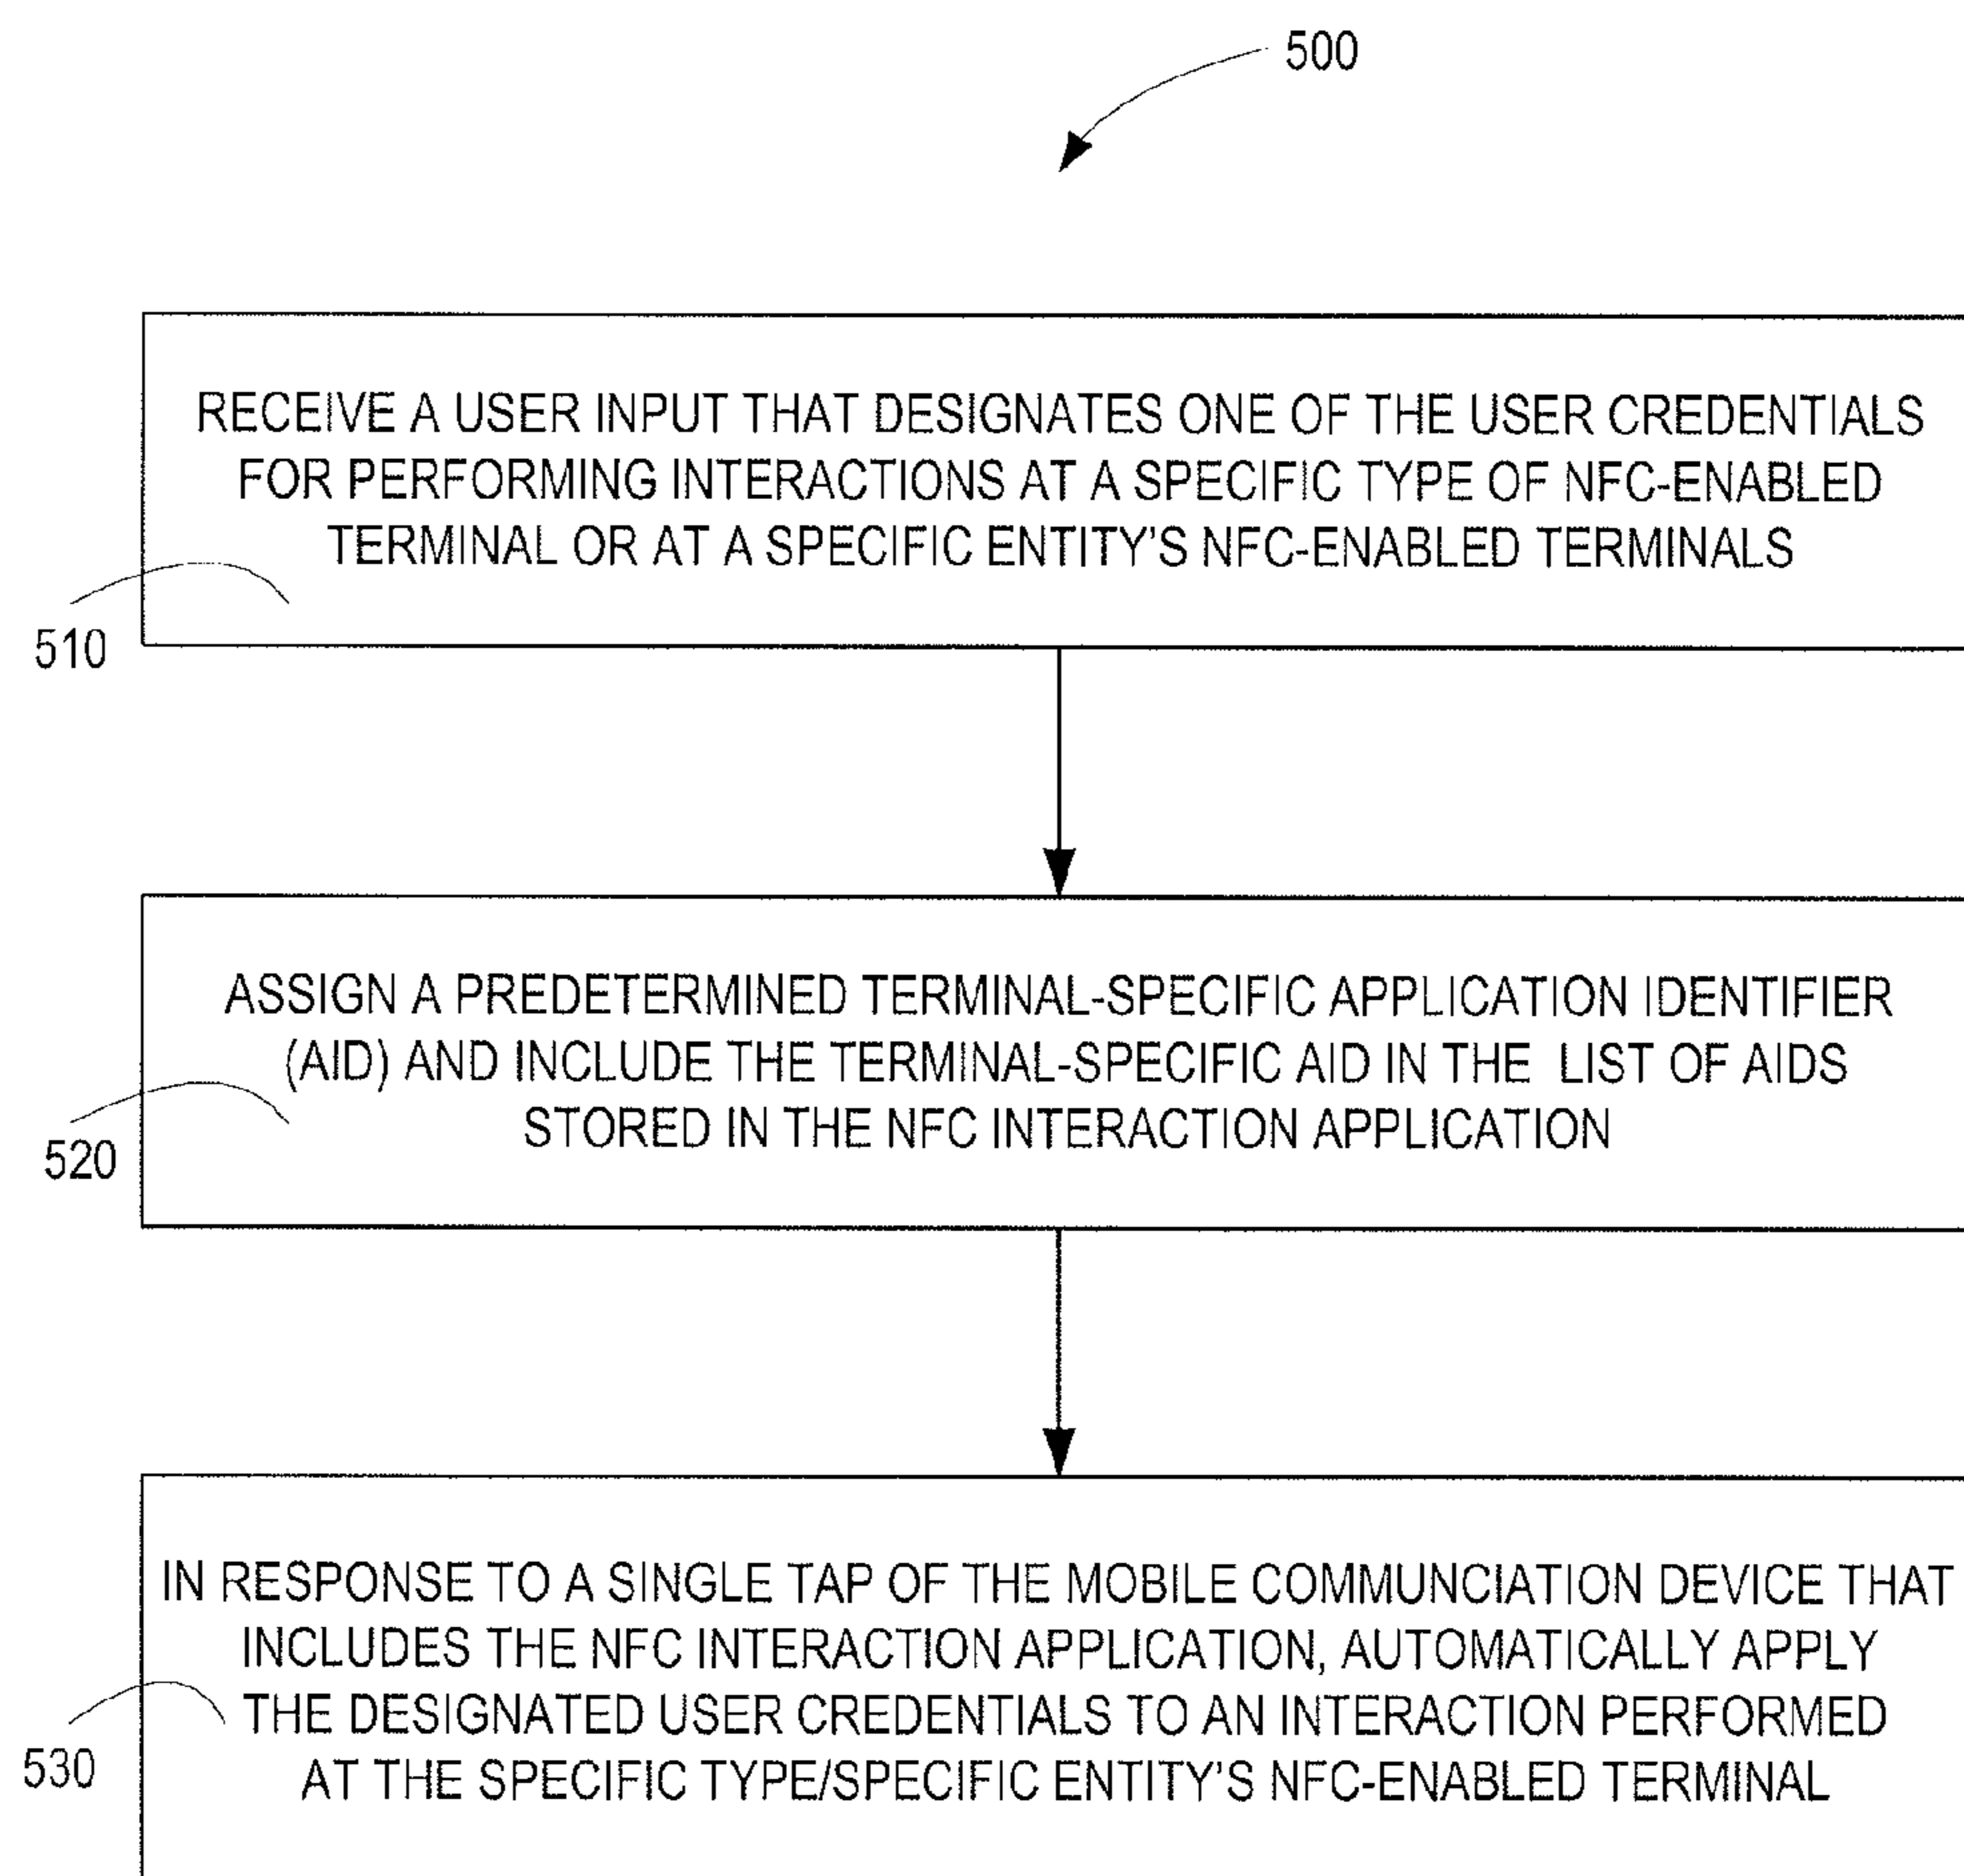 500
RECEIVE A USER INPUT THAT DESIGNATES ONE OF THE USER CREDENTIALS
FOR PERFORMING INTERACTIONS AT A SPECIFIC TYPE OF NFC-ENABLED
TERMINAL OR AT A SPECIFIC ENTITY'S NFC-ENABLED TERMINALS
510
ASSIGN A PREDETERMINED TERMINAL-SPECIFIC APPLICATION IDENTIFIER
(AID) AND INCLUDE THE TERMINAL-SPECIFIC AID IN THE LIST OF AIDS
STORED IN THE NFC INTERACTION APPLICATION
520
IN RESPONSE TO A SINGLE TAP OF THE MOBILE COMMUNCIATION DEVICE THAT
INCLUDES THE NFC INTERACTION APPLICATION, AUTOMATICALLY APPLY
THE DESIGNATED USER CREDENTIALS TO AN INTERACTION PERFORMED
AT THE SPECIFIC TYPE/SPECIFIC ENTITY'S NFC-ENABLED TERMINAL
530